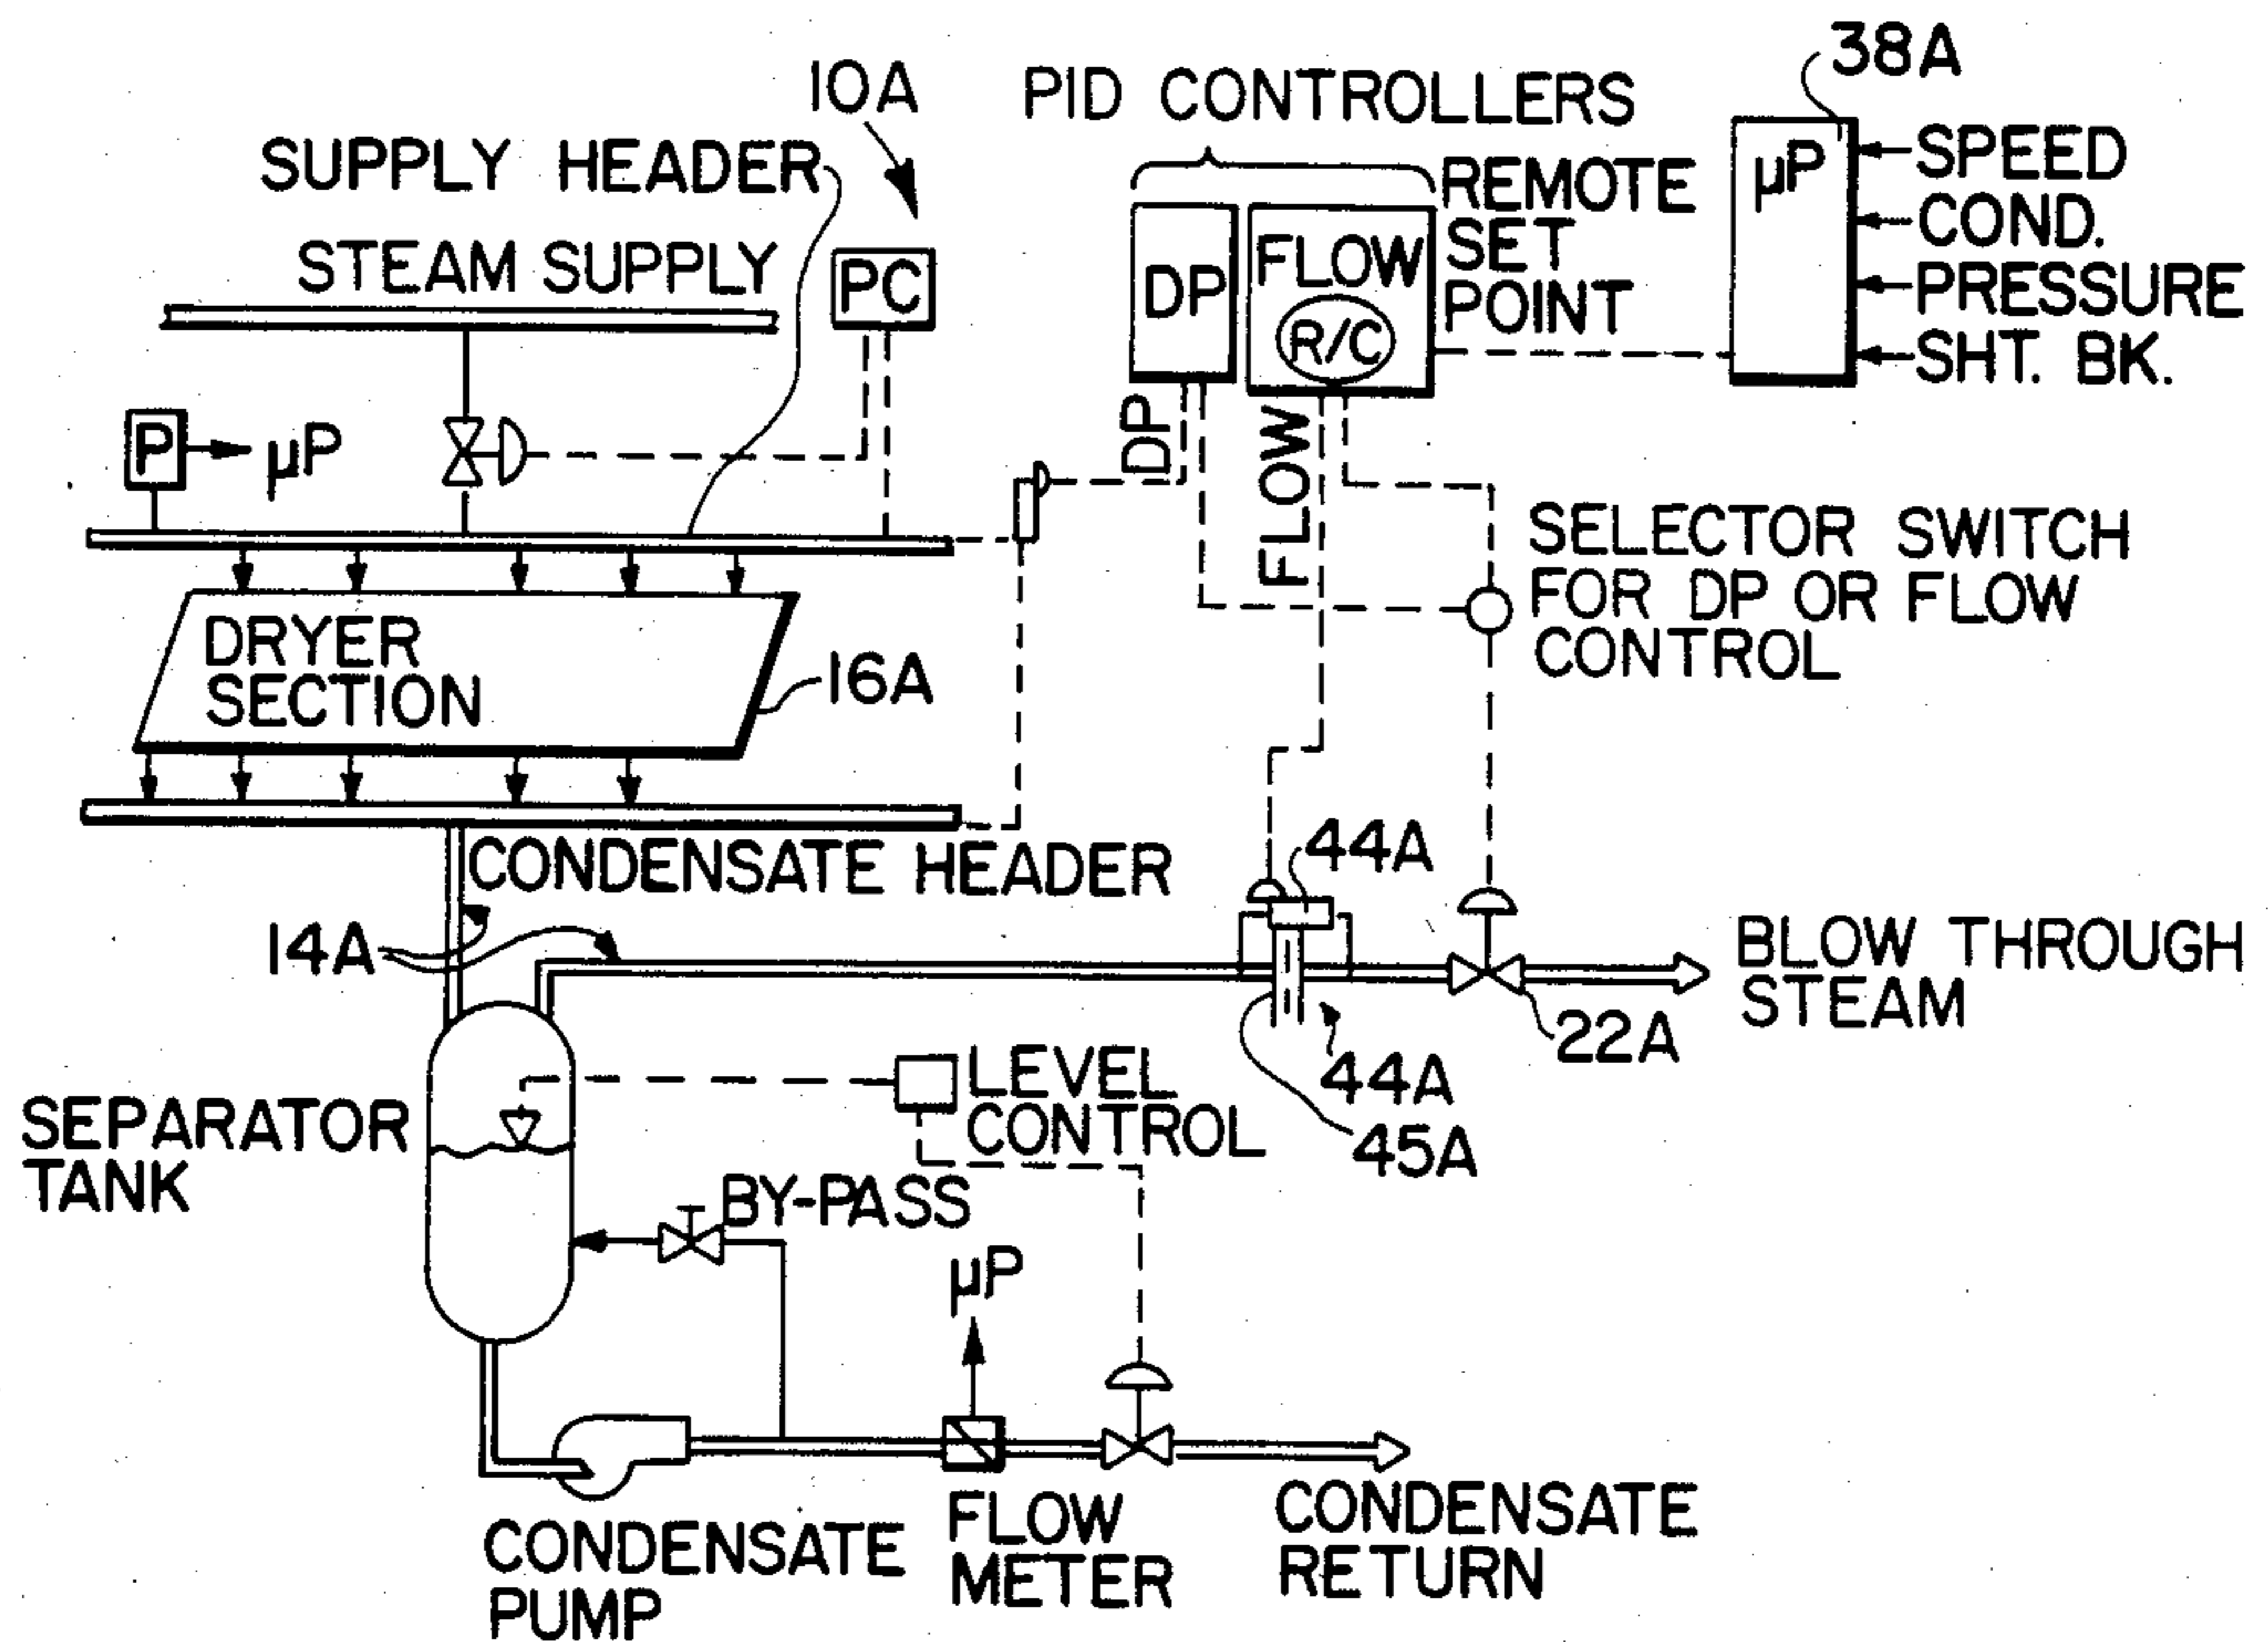 38A
10A
PID CONTROLLERS
SUPPLY HEADER
REMOTE
SET
POINT
µP
SPEED
COND.
PRESSURE
SHT. BK.
STEAM SUPPLY
PC
DP
FLOW
R/C
P
µP
DP
FLOW
SELECTOR SWITCH
FOR DP OR FLOW
CONTROL
DRYER
SECTION
16A
CONDENSATE HEADER
44A
14A
BLOW THROUGH
STEAM
22A
44A
45A
LEVEL
CONTROL
SEPARATOR
TANK
BY-PASS
µP
CONDENSATE
PUMP
FLOW
METER
CONDENSATE
RETURN